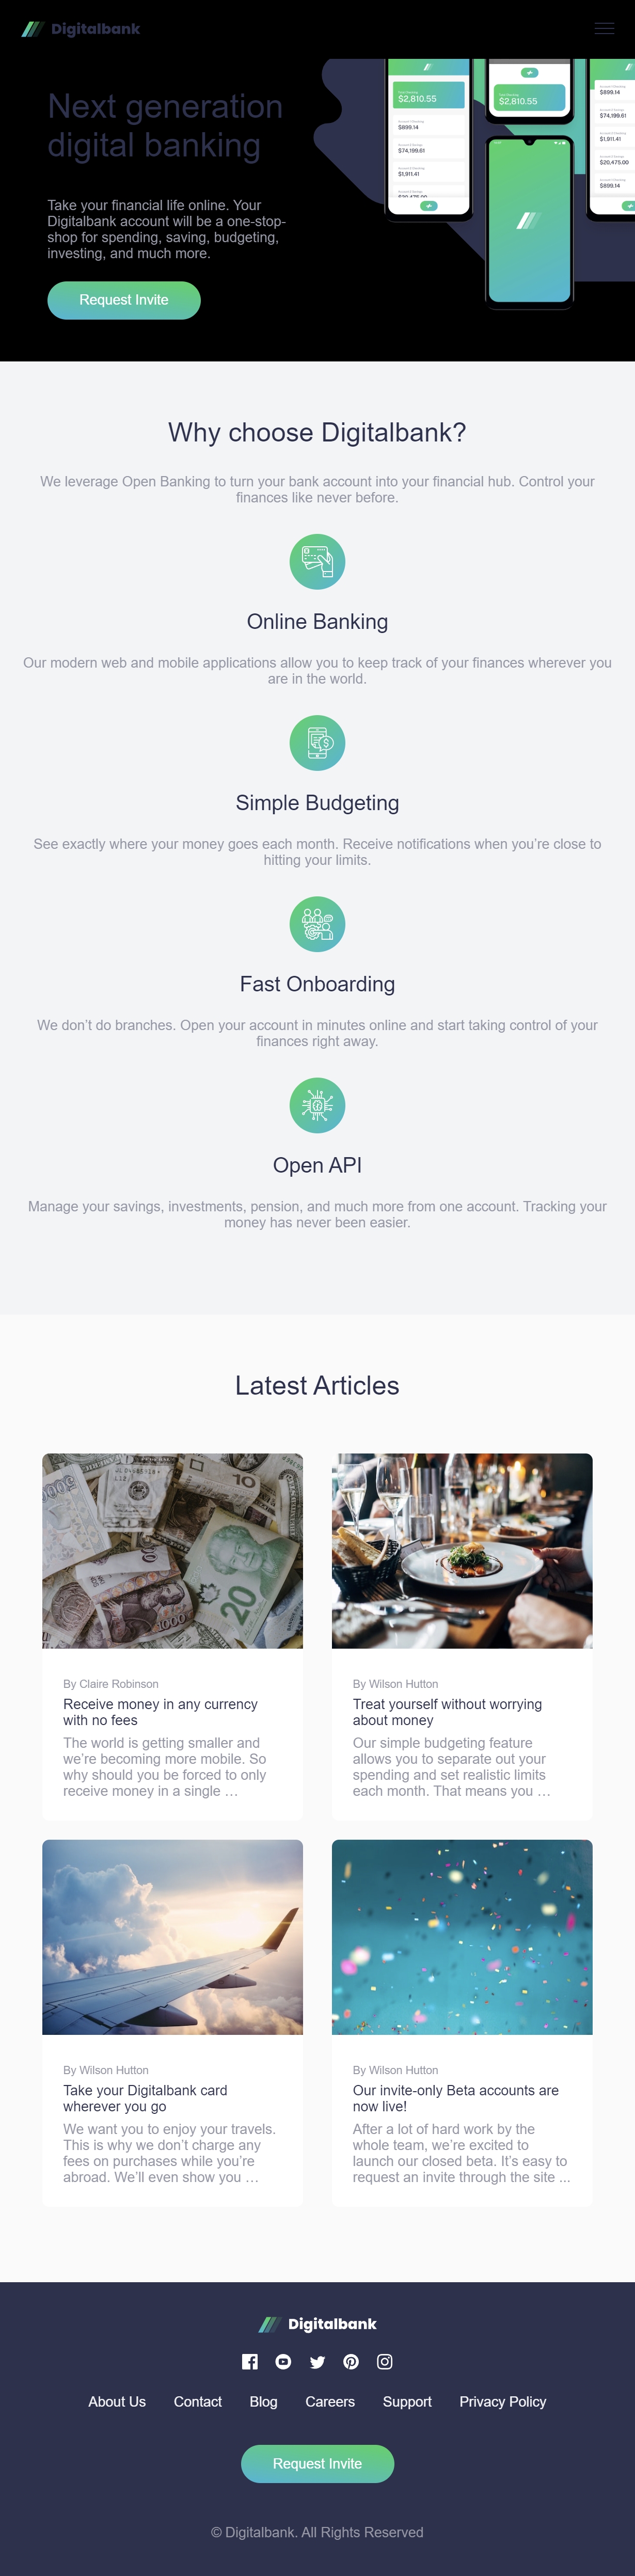 Digitalbank
Next generation
digital banking
Take your financial life online. Your
Digitalbank account will be a one-stop-
shop for spending, saving, budgeting,
investing, and much more.
Request Invite
$2,810.55
$899.14
$74,199.61
$1,911.41
$2,810.55
$899.14
$74,199.61
$1,911.41
$20,475.00
$899.14
Why choose Digitalbank?
We leverage Open Banking to turn your bank account into your financial hub. Control your
finances like never before.
Online Banking
Our modern web and mobile applications allow you to keep track of your finances wherever you
are in the world.
Simple Budgeting
See exactly where your money goes each month. Receive notifications when you’re close to
hitting your limits.
Fast Onboarding
We don’t do branches. Open your account in minutes online and start taking control of your
finances right away.
Open API
Manage your savings, investments, pension, and much more from one account. Tracking your
money has never been easier.
Latest Articles
10
20
1000
By Claire Robinson
Receive money in any currency
with no fees
The world is getting smaller and
we’re becoming more mobile. So
why should you be forced to only
receive money in a single …
By Wilson Hutton
Treat yourself without worrying
about money
Our simple budgeting feature
allows you to separate out your
spending and set realistic limits
each month. That means you …
By Wilson Hutton
Take your Digitalbank card
wherever you go
We want you to enjoy your travels.
This is why we don’t charge any
fees on purchases while you’re
abroad. We’ll even show you …
By Wilson Hutton
Our invite-only Beta accounts are
now live!
After a lot of hard work by the
whole team, we’re excited to
launch our closed beta. It’s easy to
request an invite through the site ...
Digitalbank
About Us Contact Blog Careers Support Privacy Policy
Request Invite
© Digitalbank. All Rights Reserved